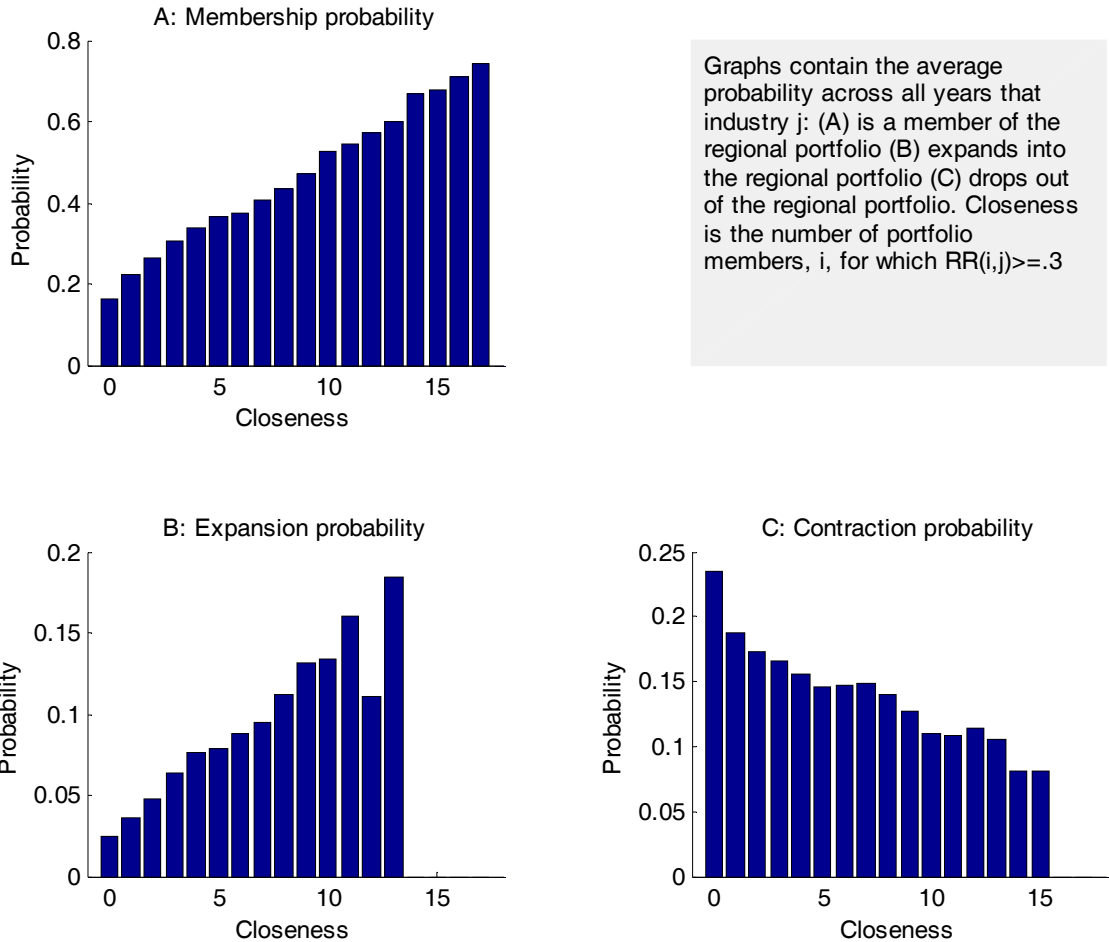 A: Membership probability
0.8
0.6
0.4
0.2
0
Probability
0 5 10 15
Closeness
Graphs contain the average
probability across all years that
industry j: (A) is a member of the
regional portfolio (B) expands into
the regional portfolio (C) drops out
of the regional portfolio. Closeness
is the number of portfolio
members, i, for which RR(i,j)>=.3
B: Expansion probability
0.2
0.15
0.1
0.05
0
Probability
0 5 10 15
Closeness
C: Contraction probability
0.25
0.2
0.15
0.1
0.05
0
Probability
0 5 10 15
Closeness